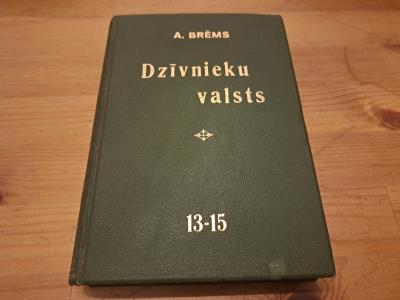 A. BRĒMS
Dzīvnieku
valsts
13-15